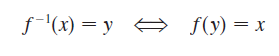 f⁻¹(x) = y ⟺ f(y) = x